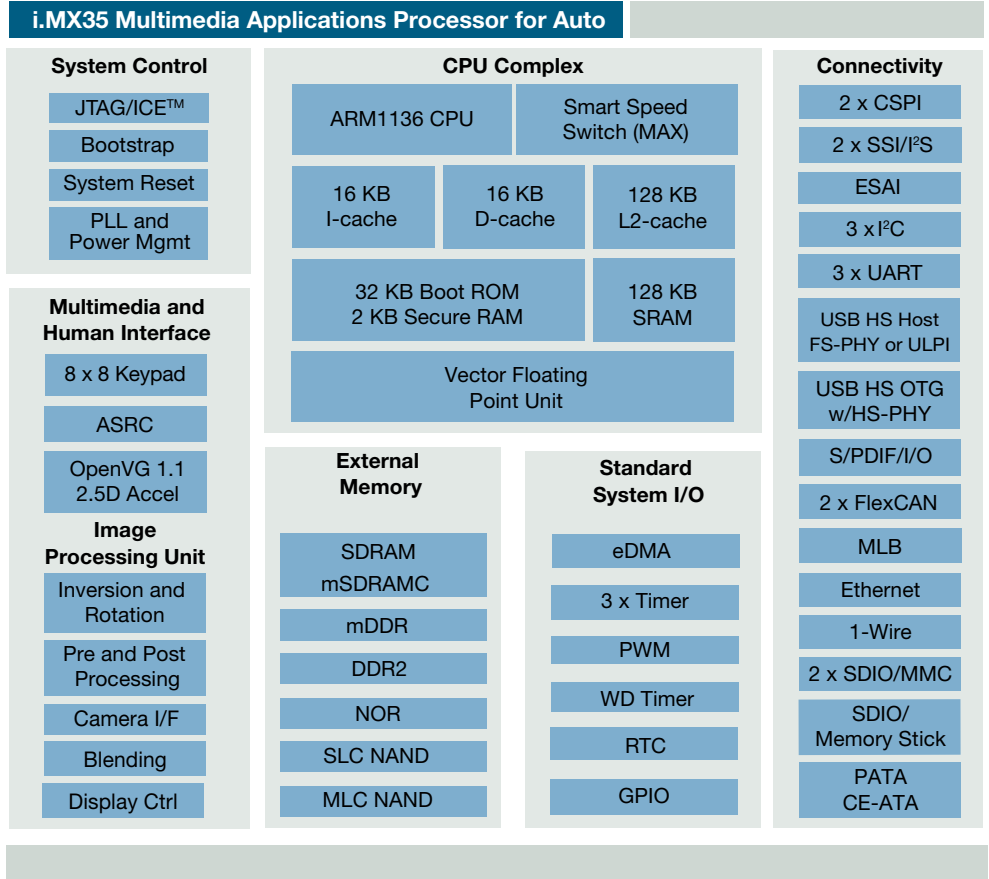 i.MX35 Multimedia Applications Processor for Auto
System Control
JTAG/ICE™
Bootstrap
System Reset
PLL and
Power Mgmt
Multimedia and
Human Interface
8 x 8 Keypad
ASRC
OpenVG 1.1
2.5D Accel
Image
Processing Unit
Inversion and
Rotation
Pre and Post
Processing
Camera I/F
Blending
Display Ctrl
CPU Complex
ARM1136 CPU
Smart Speed
Switch (MAX)
16 KB
I-cache
16 KB
D-cache
128 KB
L2-cache
32 KB Boot ROM
2 KB Secure RAM
128 KB
SRAM
Vector Floating
Point Unit
External
Memory
SDRAM
mSDRAMC
mDDR
DDR2
NOR
SLC NAND
MLC NAND
Standard
System I/O
eDMA
3 x Timer
PWM
WD Timer
RTC
GPIO
Connectivity
2 x CSPI
2 x SSI/I²S
ESAI
3 x I²C
3 x UART
USB HS Host
FS-PHY or ULPI
USB HS OTG
w/HS-PHY
S/PDIF/I/O
2 x FlexCAN
MLB
Ethernet
1-Wire
2 x SDIO/MMC
SDIO/
Memory Stick
PATA
CE-ATA